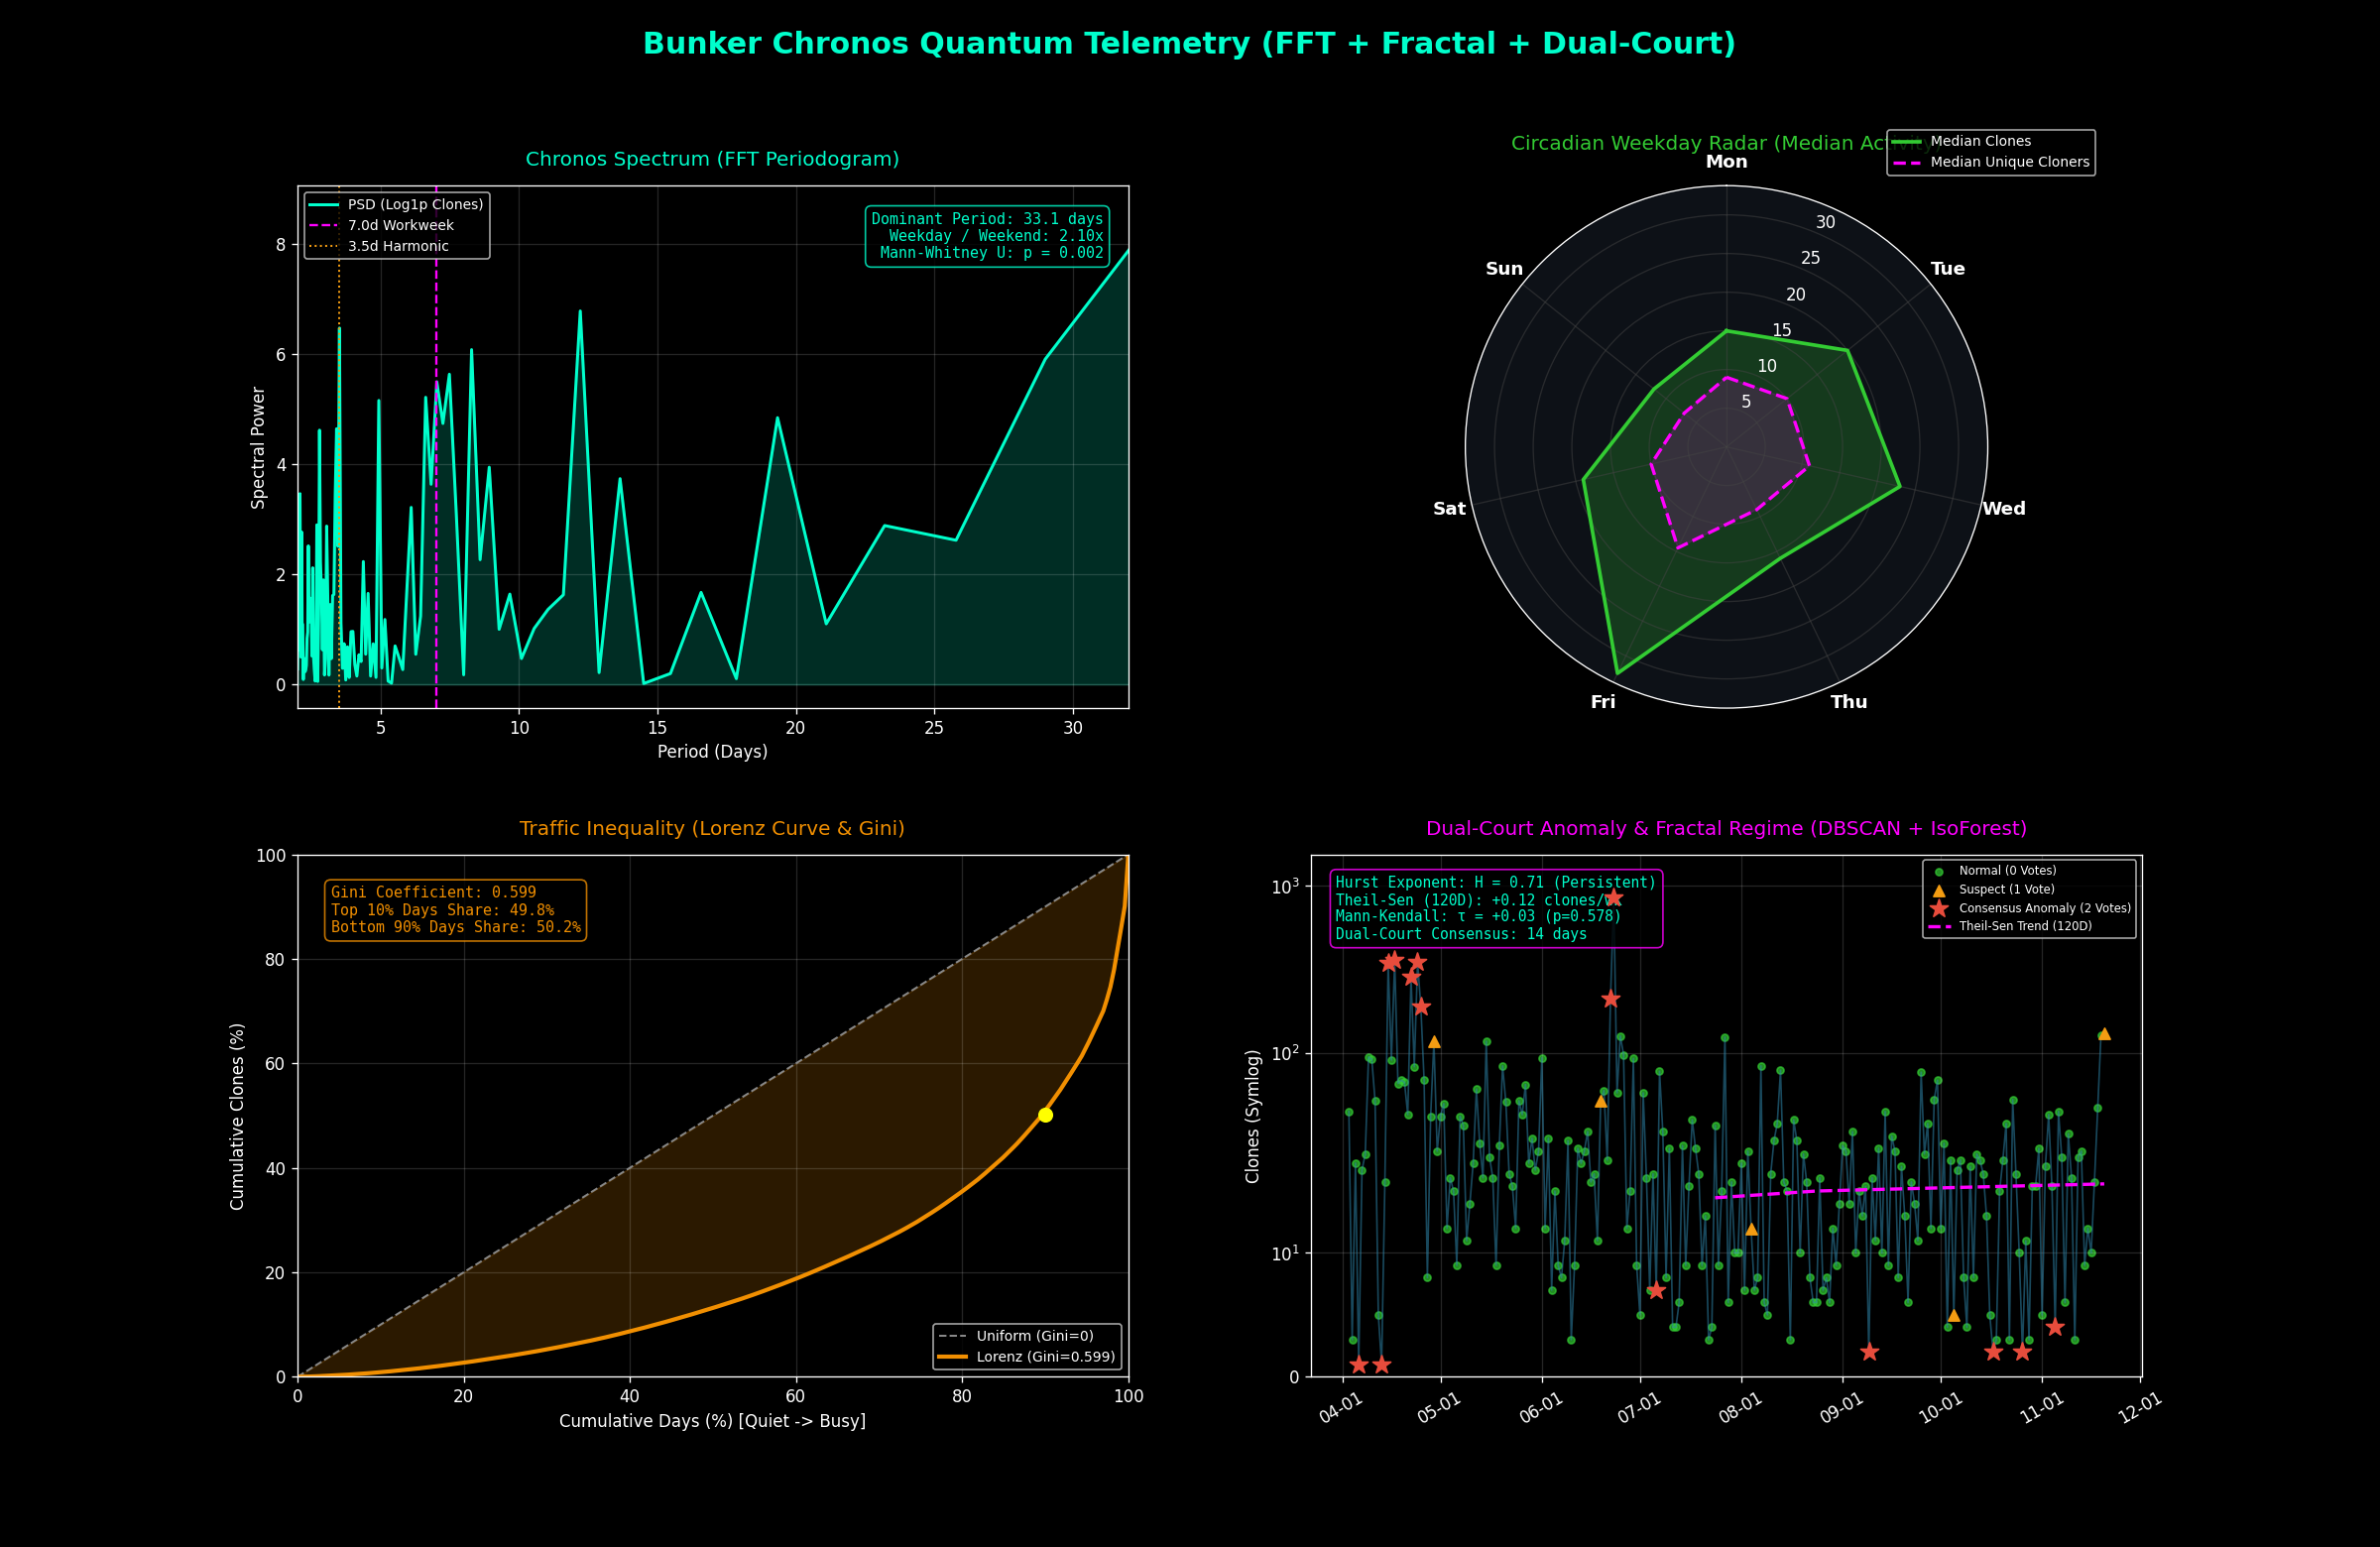 Bunker Chronos Quantum Telemetry (FFT + Fractal + Dual-Court)
Chronos Spectrum (FFT Periodogram)
PSD (Log1p Clones)
7.0d Workweek
3.5d Harmonic
Dominant Period: 33.1 days
Weekday / Weekend: 2.10x
Mann-Whitney U: p = 0.002
Spectral Power
8
6
4
2
0
5
10
15
20
25
30
Period (Days)
Circadian Weekday Radar (Median Activity)
Median Clones
Median Unique Cloners
Mon
Tue
Wed
Thu
Fri
Sat
Sun
30
25
20
15
10
5
Traffic Inequality (Lorenz Curve & Gini)
Gini Coefficient: 0.599
Top 10% Days Share: 49.8%
Bottom 90% Days Share: 50.2%
Cumulative Clones (%)
100
80
60
40
20
0
0
20
40
60
80
100
Uniform (Gini=0)
Lorenz (Gini=0.599)
Cumulative Days (%) [Quiet -> Busy]
Dual-Court Anomaly & Fractal Regime (DBSCAN + IsoForest)
Hurst Exponent: H = 0.71 (Persistent)
Theil-Sen (120D): +0.12 clones/
Mann-Kendall: τ = +0.03 (p=0.578)
Dual-Court Consensus: 14 days
Normal (0 Votes)
Suspect (1 Vote)
Consensus Anomaly (2 Votes)
Theil-Sen Trend (120D)
Clones (Symlog)
10³
10²
10¹
0
04-01
05-01
06-01
07-01
08-01
09-01
10-01
11-01
12-01